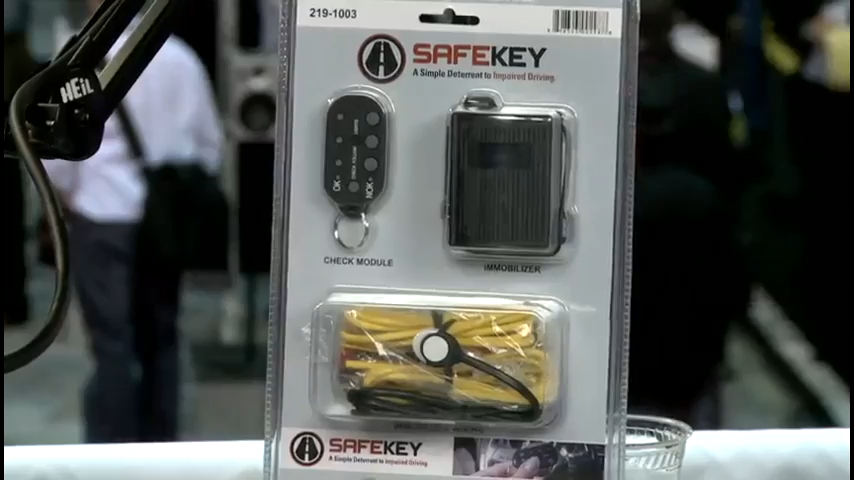 219-1003
HEiL
SAFEKEY
A Simple Deterrent to Impaired Driving.
OK
NOK
CHECK MODULE
iMMOBILIZER
SAFEKEY
A Simple Deterrent to Impaired Driving.